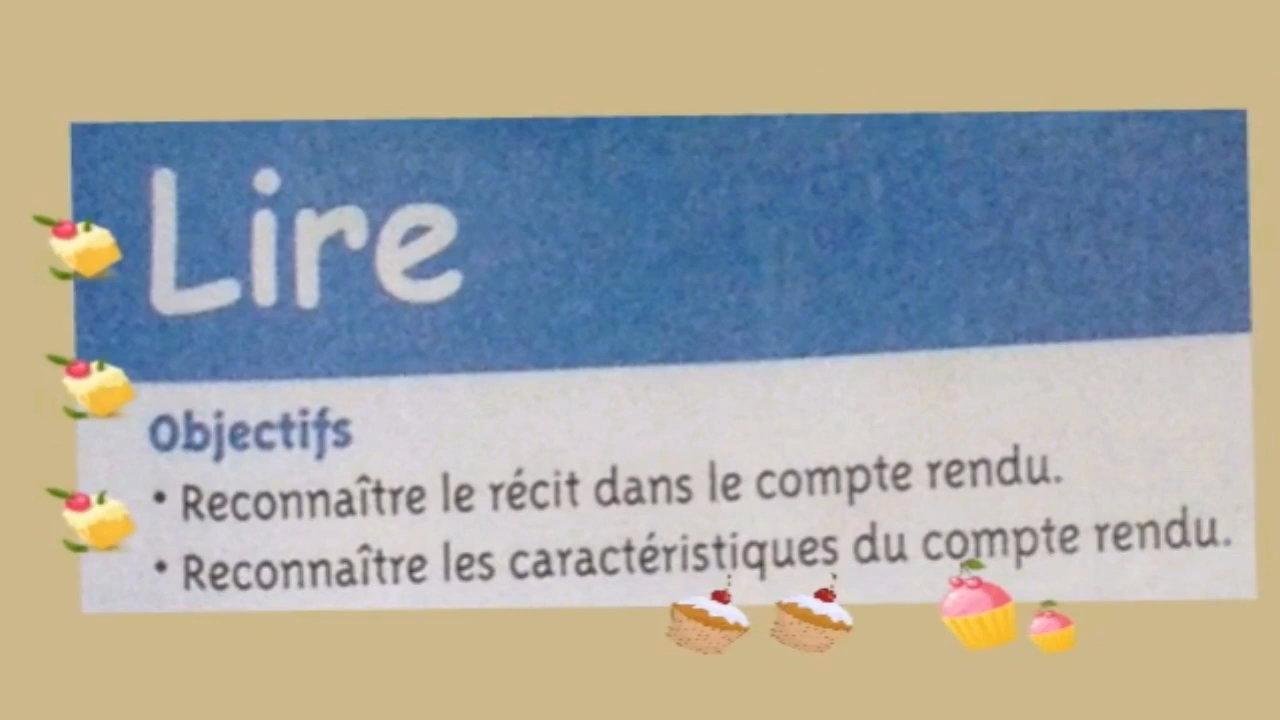 Lire
Objectifs
• Reconnaître le récit dans le compte rendu.
• Reconnaître les caractéristiques du compte rendu.